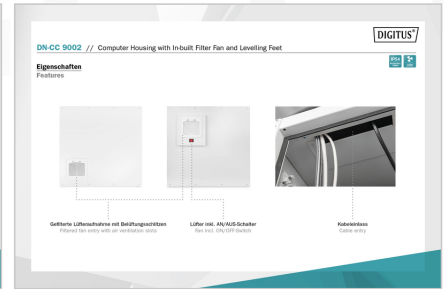 DIGITUS®
DN-CC 9002 // Computer Housing with In-built Filter Fan and Levelling Feet
Eigenschaften
Features
Gefilterte Lüfteraufnahme mit Belüftungsschlitzen
Filtered fan entry with air ventilation slots
Lüfter inkl. AN/AUS-Schalter
Fan incl. ON/OFF-Switch
Kabeleinlass
Cable entry